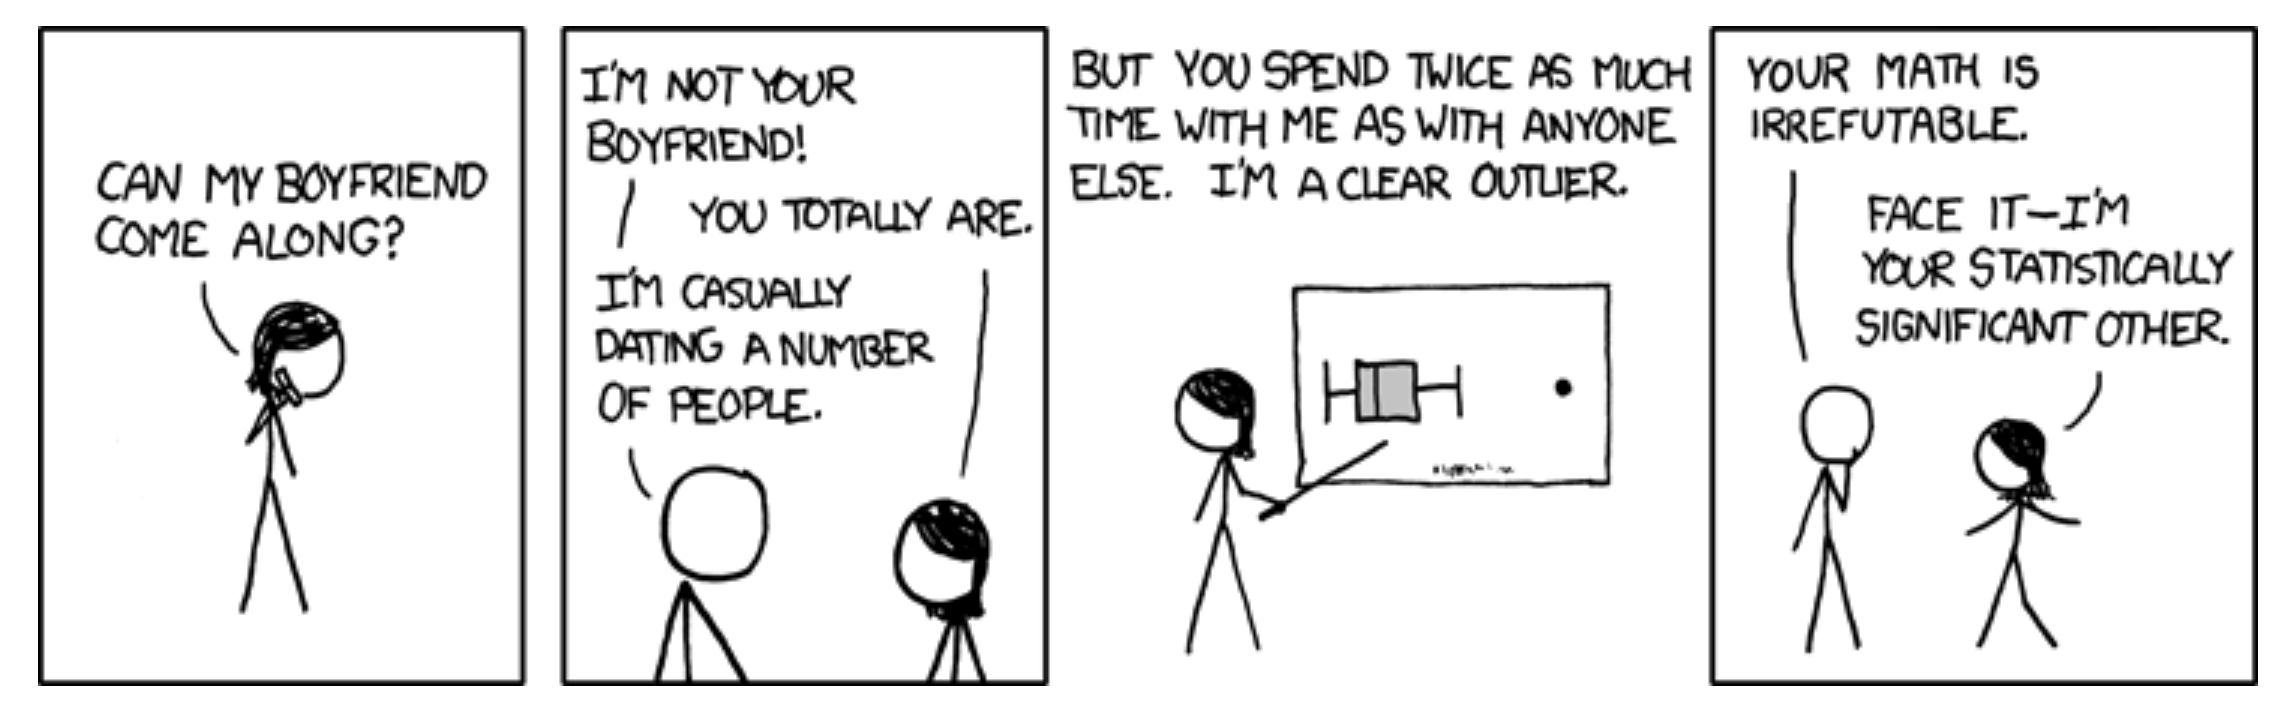 CAN MY BOYFRIEND
COME ALONG?
I'M NOT YOUR
BOYFRIEND!
YOU TOTALLY ARE.
I'M CASUALLY
DATING A NUMBER
OF PEOPLE.
BUT YOU SPEND TWICE AS MUCH
TIME WITH ME AS WITH ANYONE
ELSE. I'M A CLEAR OUTLIER.
YOUR MATH IS
IRREFUTABLE.
FACE IT—I'M
YOUR STATISTICALLY
SIGNIFICANT OTHER.